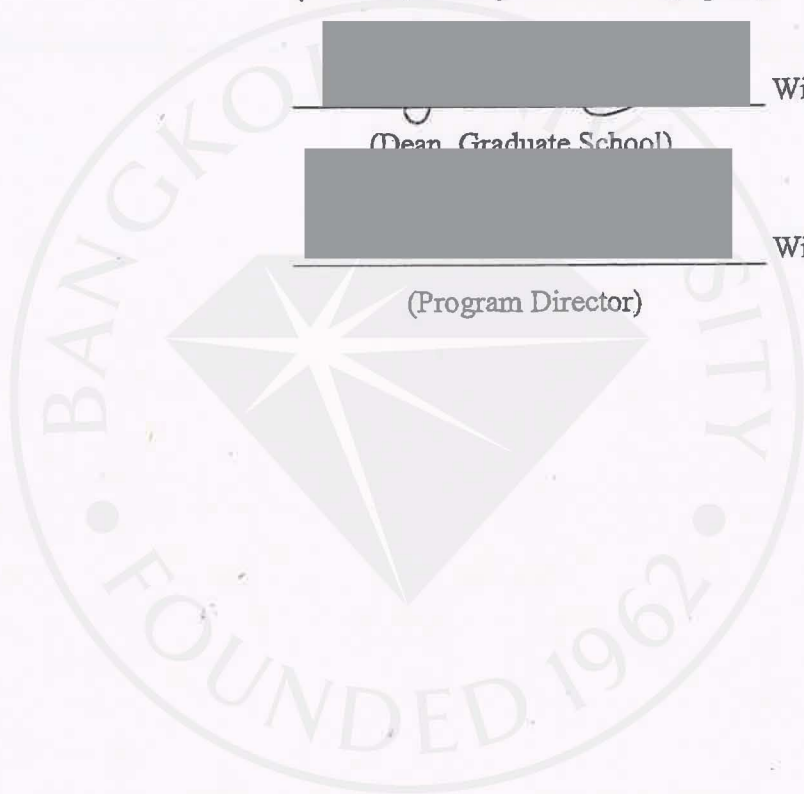 Wi
(Dean, Graduate School)
Wi
(Program Director)
BANGKOK UNIVERSITY
FOUNDED 1962